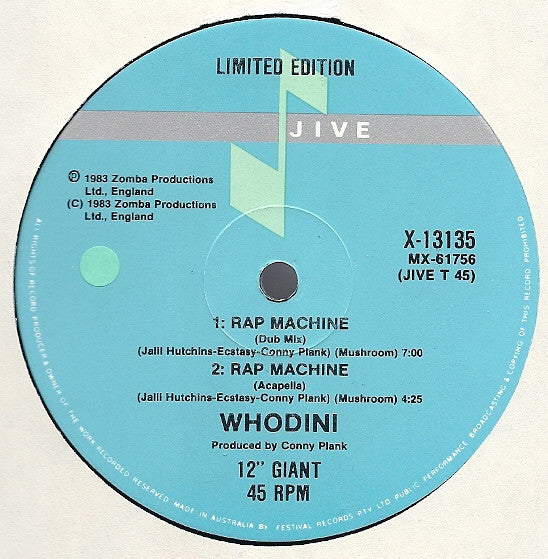 LIMITED EDITION
JIVE
℗ 1983 Zomba Productions
Ltd., England
(C) 1983 Zomba Productions
Ltd., England
X-13135
MX-61756
(JIVE T 45)
1: RAP MACHINE
(Dub Mix)
(Jalil Hutchins-Ecstasy-Conny Plank) (Mushroom) 7:00
2: RAP MACHINE
(Acapella)
(Jalil Hutchins-Ecstasy-Conny Plank) (Mushroom) 4:25
WHODINI
Produced by Conny Plank
12" GIANT
45 RPM
ALL RIGHTS OF RECORD PRODUCER & OWNER OF THE WORK RECORDED RESERVED MADE IN AUSTRALIA BY FESTIVAL RECORDS PTY LTD PUBLIC PERFORMANCE BROADCASTING & COPYING OF THIS RECORD PROHIBITED